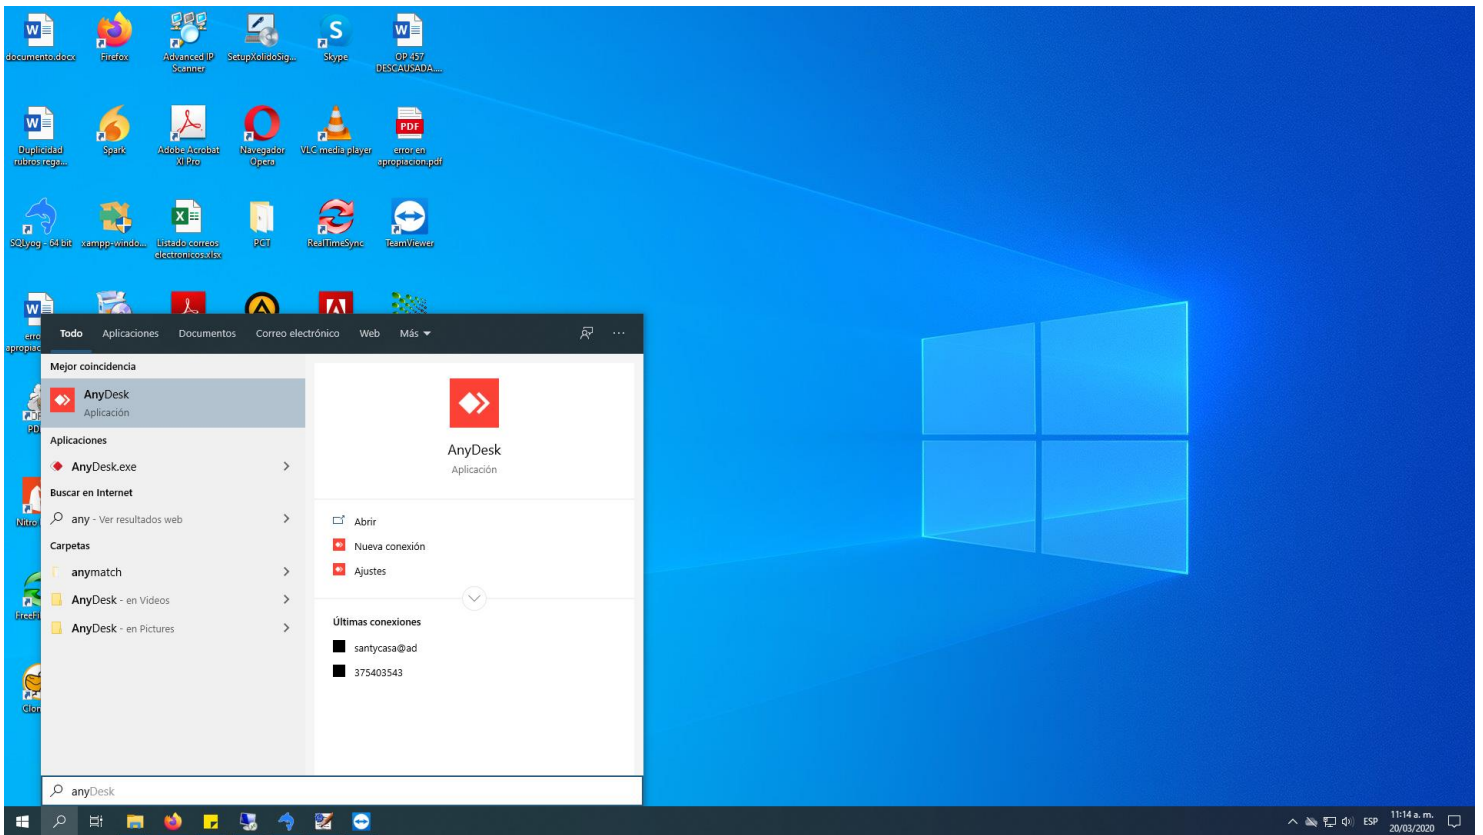 documento.docx
Firefox
Advanced IP
Scanner
SetupXolidoSig...
Skype
OP 457
DESCAUSADA....
Duplicidad
rubros rega...
Spark
Adobe Acrobat
XI Pro
Navegador
Opera
VLC media player
PDF
error en
apropiacion.pdf
SQLyog - 64 bit
xampp-windo...
Listado correos
electronicos.xlsx
PCT
RealTimeSync
TeamViewer
Todo
Aplicaciones
Documentos
Correo electrónico
Web
Más
Mejor coincidencia
AnyDesk
Aplicación
Aplicaciones
AnyDesk.exe
Buscar en Internet
any - Ver resultados web
Carpetas
anymatch
AnyDesk - en Videos
AnyDesk - en Pictures
AnyDesk
Aplicación
Abrir
Nueva conexión
Ajustes
Últimas conexiones
santycasa@ad
375403543
anyDesk
Nitro
ESP
11:14 a. m.
20/03/2020